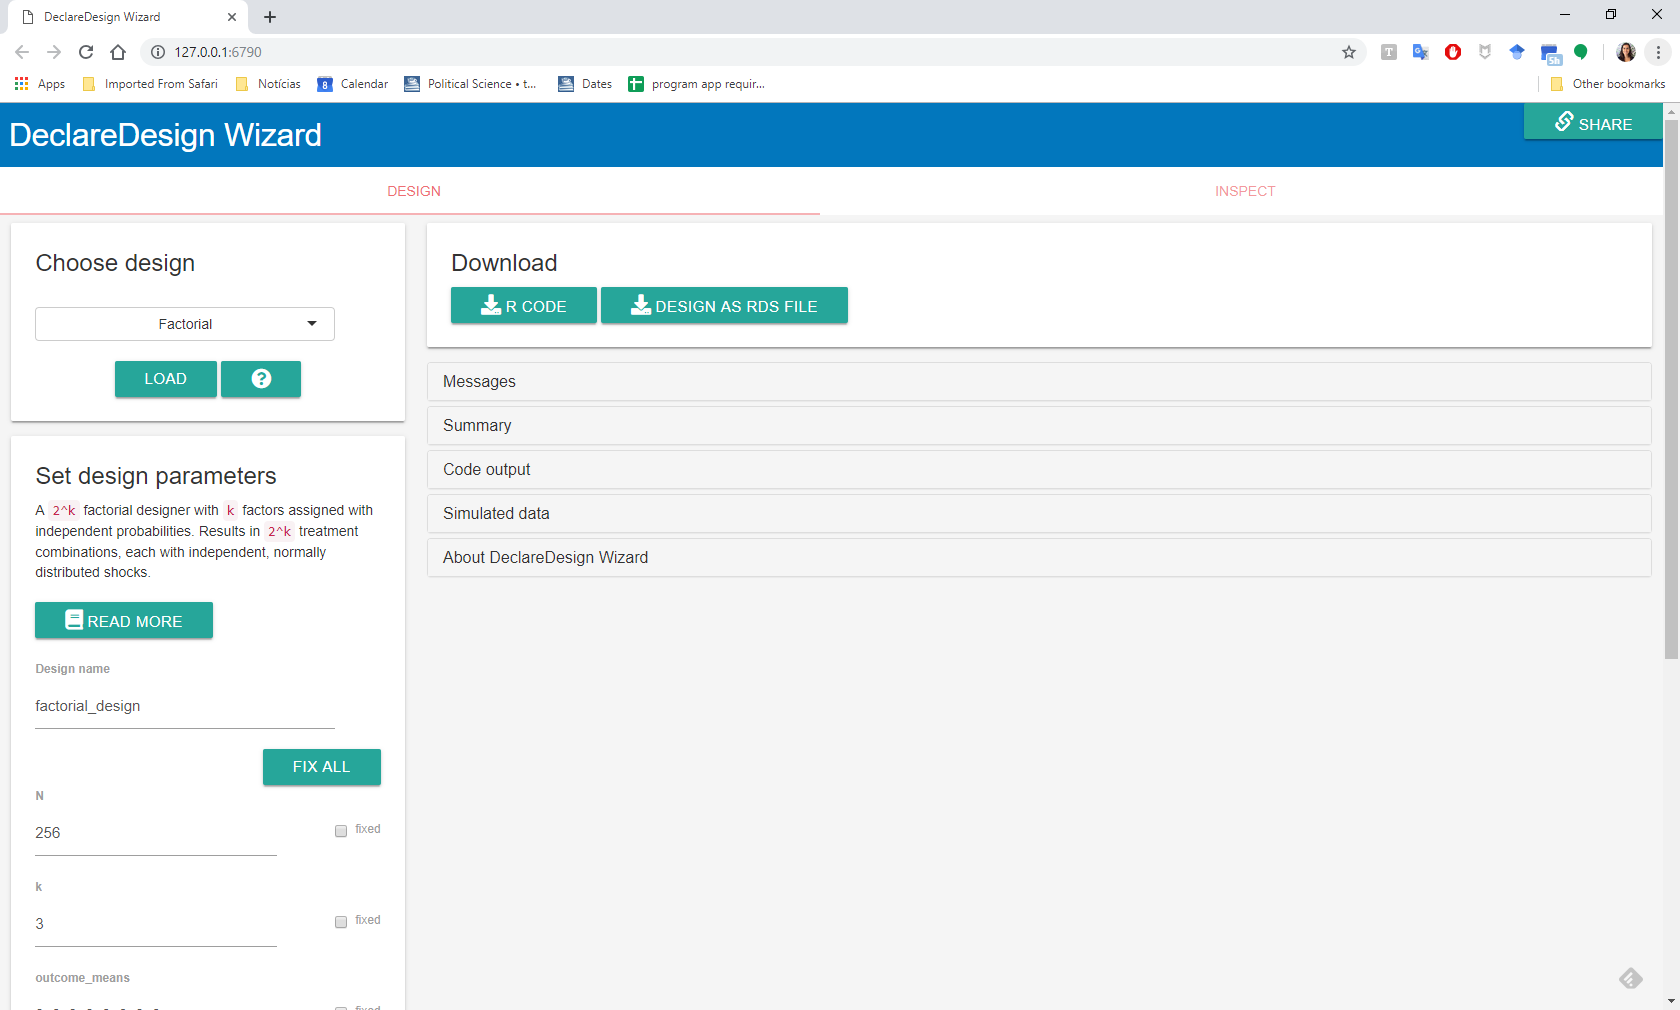 DeclareDesign Wizard
127.0.0.1:6790
Apps Imported From Safari Notícias Calendar Political Science • t... Dates program app requir... Other bookmarks
DeclareDesign Wizard
SHARE
DESIGN INSPECT
Choose design
Factorial
LOAD
Set design parameters
A 2^k factorial designer with k factors assigned with
independent probabilities. Results in 2^k treatment
combinations, each with independent, normally
distributed shocks.
READ MORE
Design name
factorial_design
FIX ALL
N
256 fixed
k
3 fixed
outcome_means
fixed
Download
R CODE DESIGN AS RDS FILE
Messages
Summary
Code output
Simulated data
About DeclareDesign Wizard